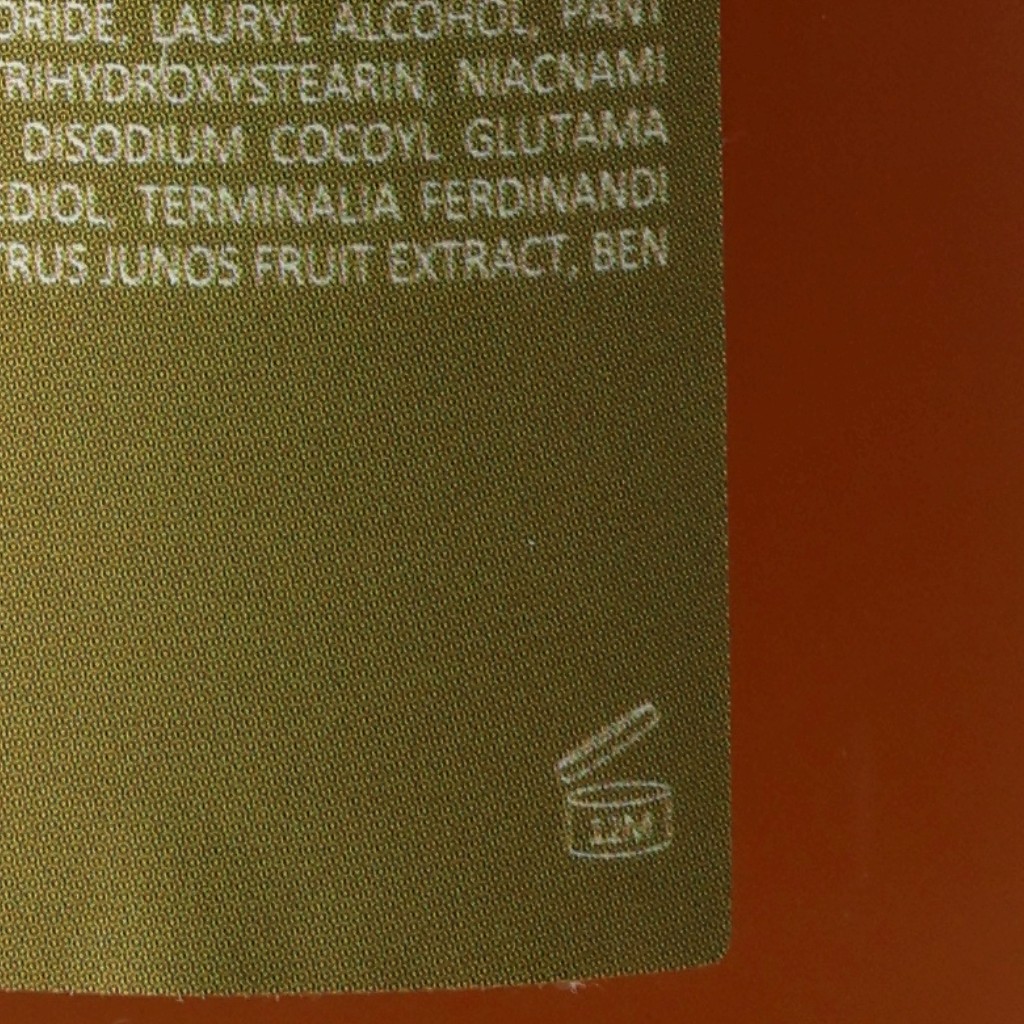 ORIDE, LAURYL ALCOHOL, PANT
TRIHYDROXYSTEARIN, NIACNAMI
DISODIUM COCOYL GLUTAMA
EDIOL, TERMINALIA FERDINANDI
TRUS JUNOS FRUIT EXTRACT, BEN
12M